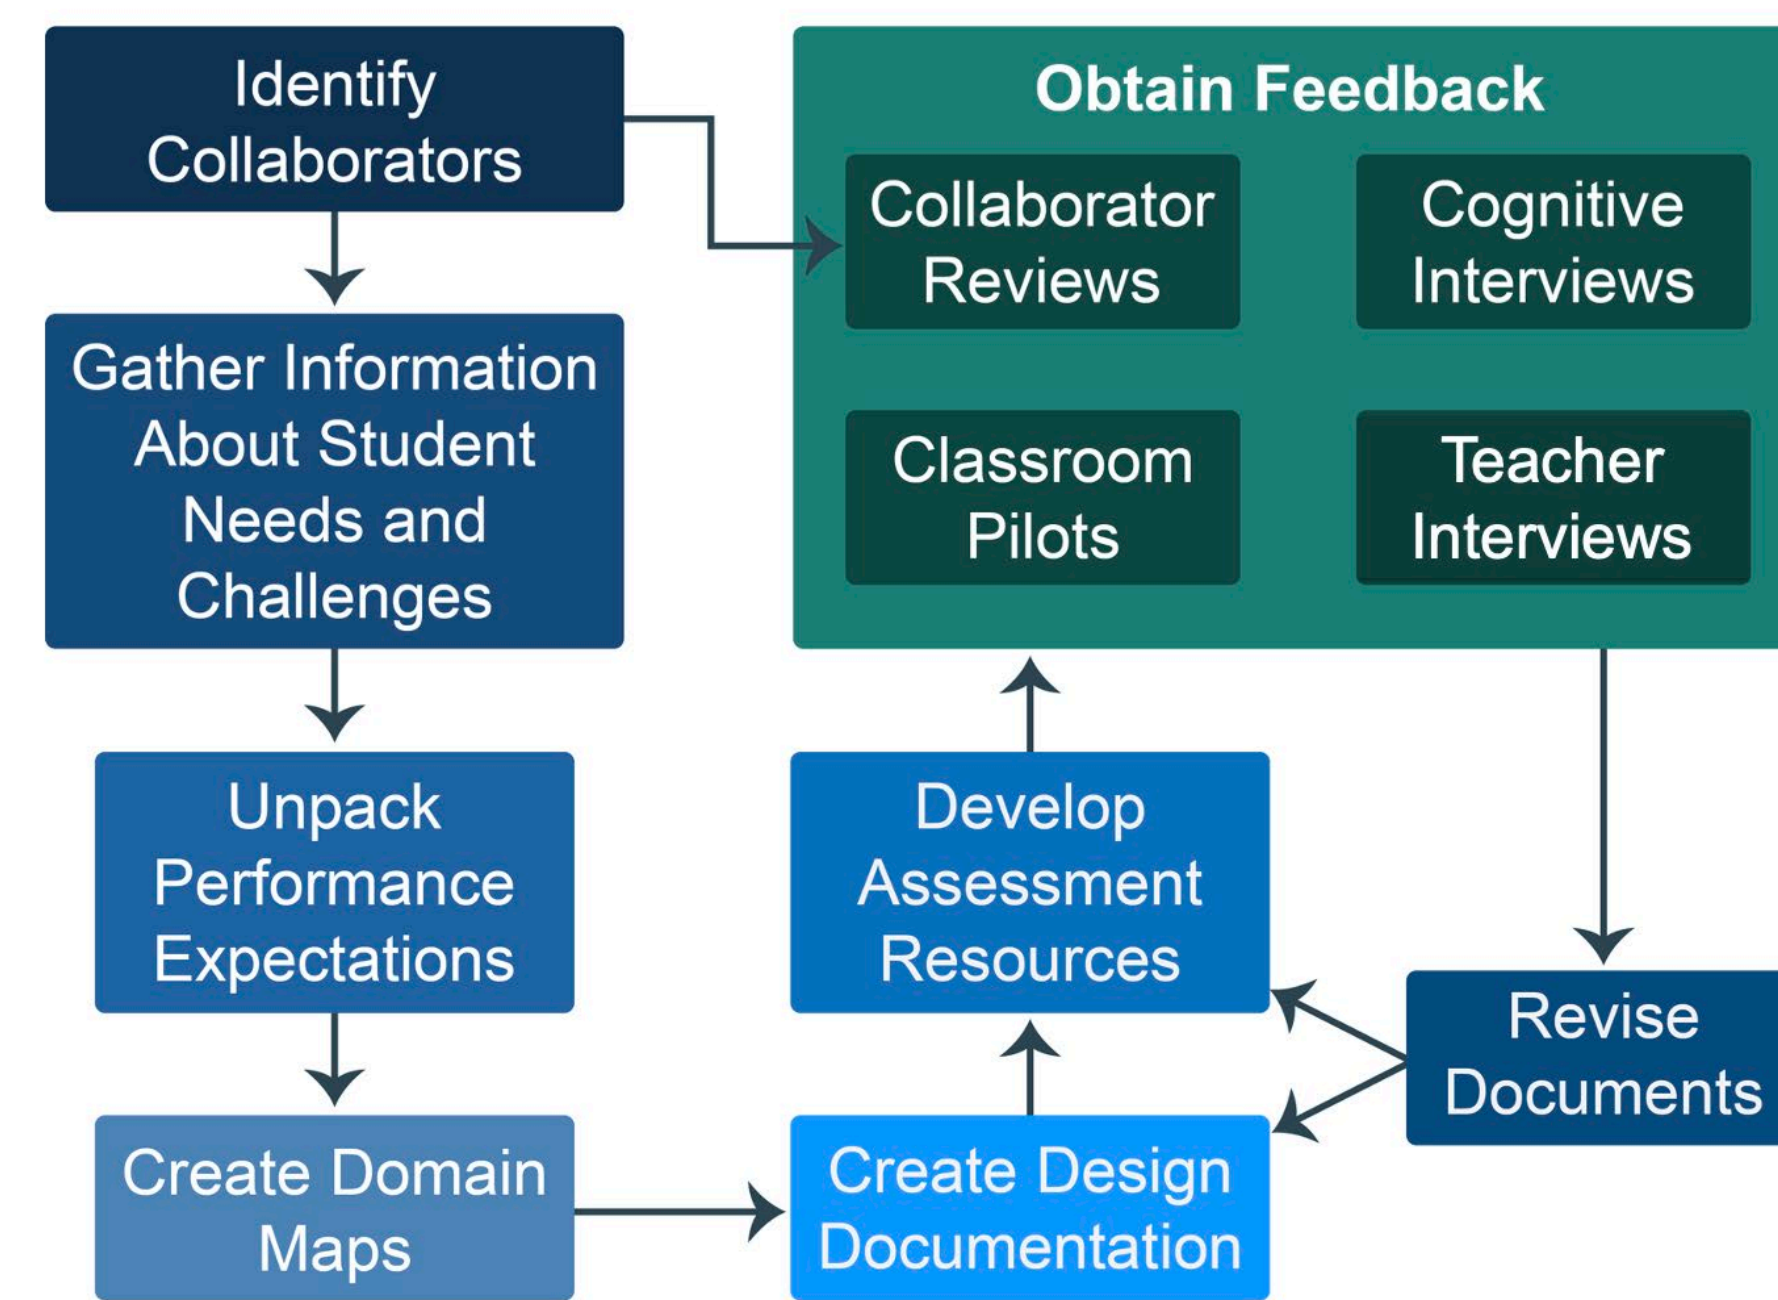 Identify
Collaborators
Gather Information
About Student
Needs and
Challenges
Unpack
Performance
Expectations
Create Domain
Maps
Obtain Feedback
Collaborator
Reviews
Cognitive
Interviews
Classroom
Pilots
Teacher
Interviews
Develop
Assessment
Resources
Create Design
Documentation
Revise
Documents